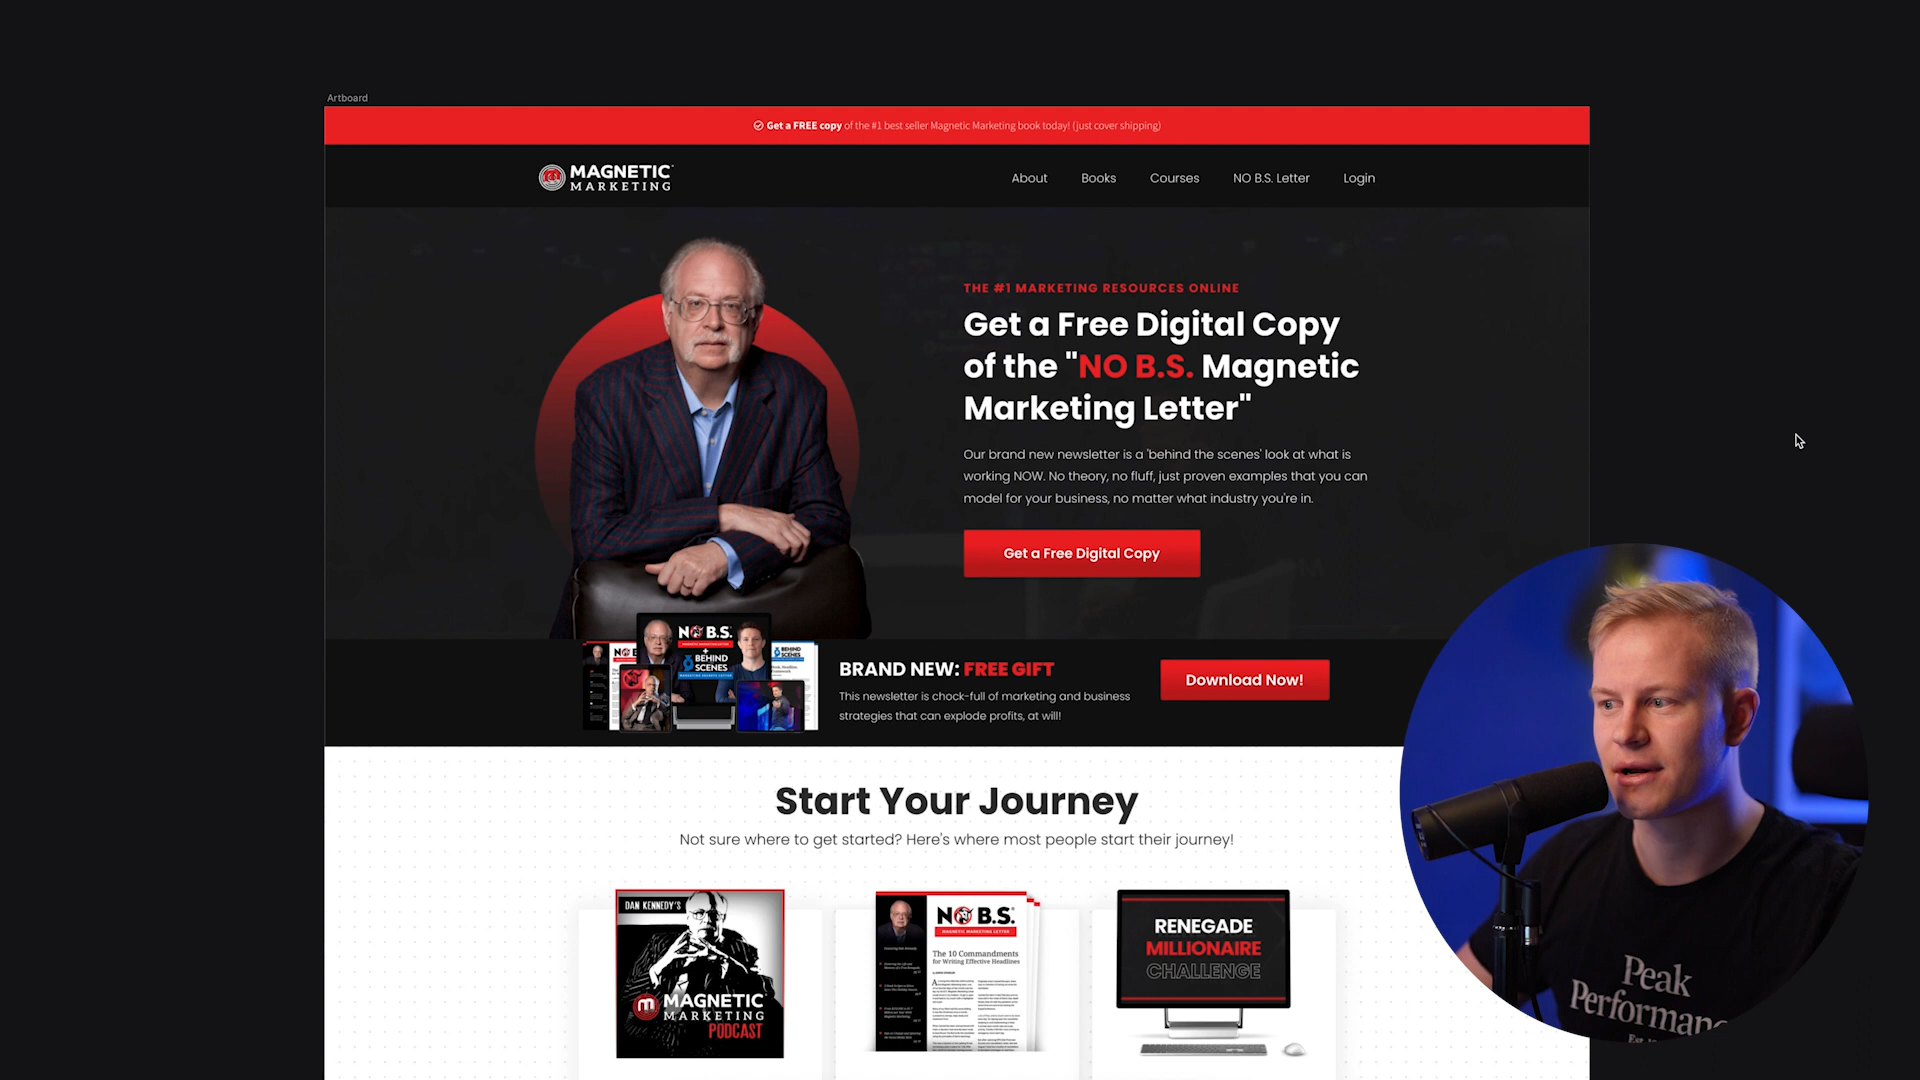 Artboard
Get a FREE copy of the #1 best seller Magnetic Marketing book today! (just cover shipping)
MAGNETIC
MARKETING
About
Books
Courses
NO B.S. Letter
Login
THE #1 MARKETING RESOURCES ONLINE
Get a Free Digital Copy
of the "NO B.S. Magnetic
Marketing Letter"
Our brand new newsletter is a 'behind the scenes' look at what is
working NOW. No theory, no fluff, just proven examples that you can
model for your business, no matter what industry you're in.
Get a Free Digital Copy
NO B.S.
+
BEHIND
SCENES
BEHIND
SCENES
BRAND NEW: FREE GIFT
This newsletter is chock-full of marketing and business
strategies that can explode profits, at will!
Download Now!
Start Your Journey
Not sure where to get started? Here's where most people start their journey!
DAN KENNEDY'S
MAGNETIC
MARKETING
PODCAST
NO B.S.
MAGNETIC MARKETING LETTER
The 10 Commandments
for Writing Effective Headlines
RENEGADE
MILLIONAIRE
CHALLENGE
Peak
Performanc